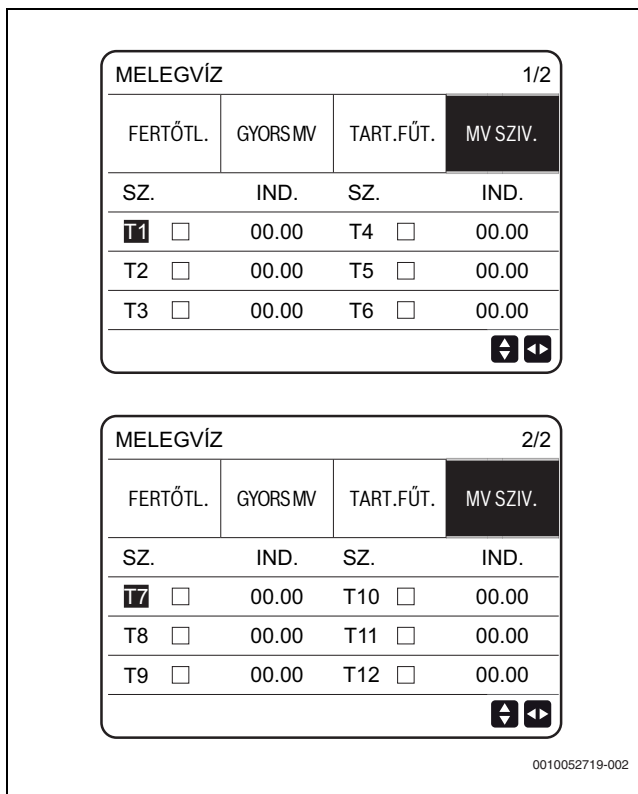 MELEGVÍZ 1/2
FERTŐTL. GYORS MV TART.FŰT. MV SZIV.
SZ. IND. SZ. IND.
T1 00.00 T4 00.00
T2 00.00 T5 00.00
T3 00.00 T6 00.00
MELEGVÍZ 2/2
FERTŐTL. GYORS MV TART.FŰT. MV SZIV.
SZ. IND. SZ. IND.
T7 00.00 T10 00.00
T8 00.00 T11 00.00
T9 00.00 T12 00.00
0010052719-002